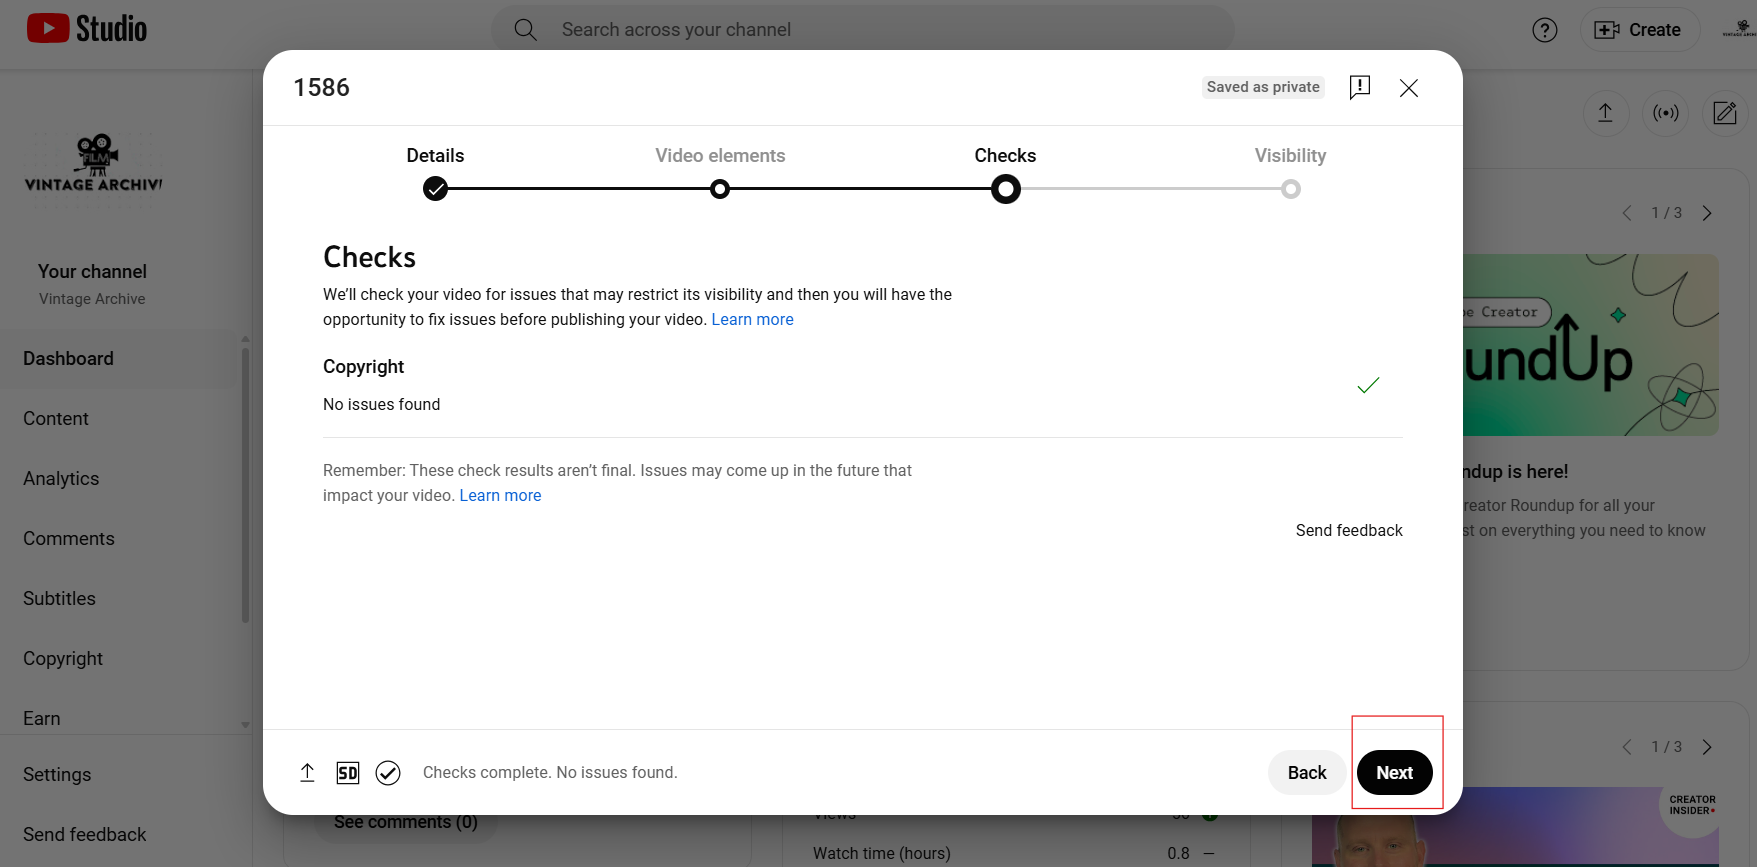 Studio
Search across your channel
Create
1586
Saved as private
FILM
VINTAGE ARCHIVE
Your channel
Vintage Archive
Dashboard
Content
Analytics
Comments
Subtitles
Copyright
Earn
Settings
Send feedback
Details
Video elements
Checks
Visibility
Checks
We'll check your video for issues that may restrict its visibility and then you will have the
opportunity to fix issues before publishing your video. Learn more
Copyright
No issues found
Remember: These check results aren't final. Issues may come up in the future that
impact your video. Learn more
Send feedback
SD
Checks complete. No issues found.
Back
Next
1 / 3
be Creator
undUp
ndup is here!
reator Roundup for all your
st on everything you need to know
1 / 3
CREATOR
INSIDER
See comments (0)
Views
Watch time (hours)
0.8 —